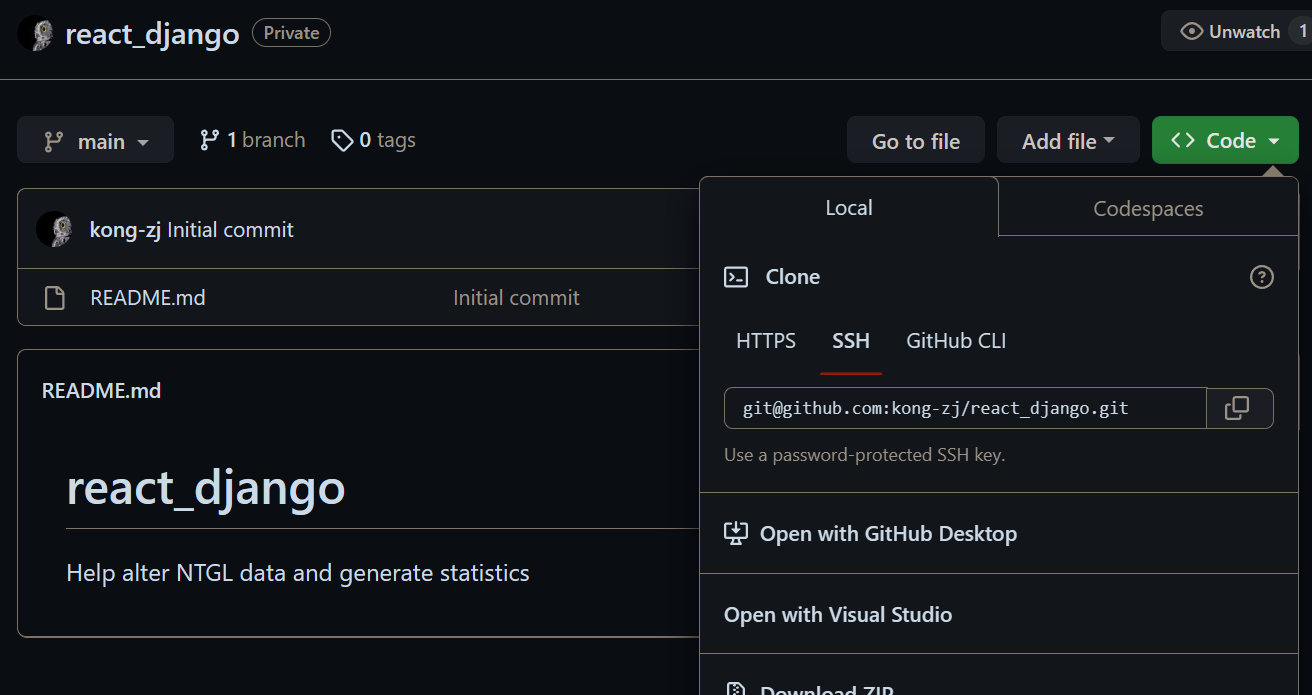 react_django Private Unwatch 1
main 1 branch 0 tags Go to file Add file <> Code
Local Codespaces
kong-zj Initial commit
Clone
README.md Initial commit
HTTPS SSH GitHub CLI
README.md
git@github.com:kong-zj/react_django.git
Use a password-protected SSH key.
react_django
Open with GitHub Desktop
Help alter NTGL data and generate statistics
Open with Visual Studio
Download ZIP